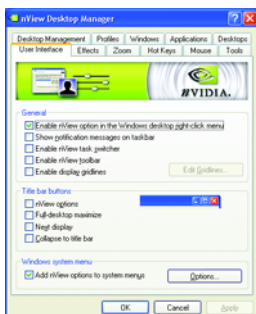 nView Desktop Manager
Desktop Management Profiles Windows Applications Desktops
User Interface Effects Zoom Hot Keys Mouse Tools
NVIDIA.
General
Enable nView option in the Windows desktop right-click menu
Show notification messages on taskbar
Enable nView task switcher
Enable nView toolbar
Enable display gridlines
Edit Gridlines...
Title bar buttons
nView options
Full-desktop maximize
Next display
Collapse to title bar
Windows system menu
Add nView options to system menus
Options...
OK Cancel Apply